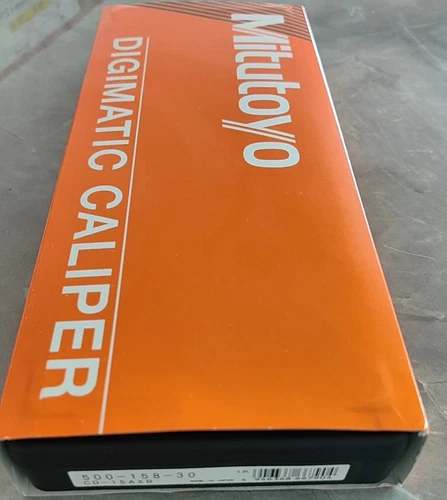 Mitutoyo
DIGIMATIC CALIPER
500-158-30
CD-15AXR